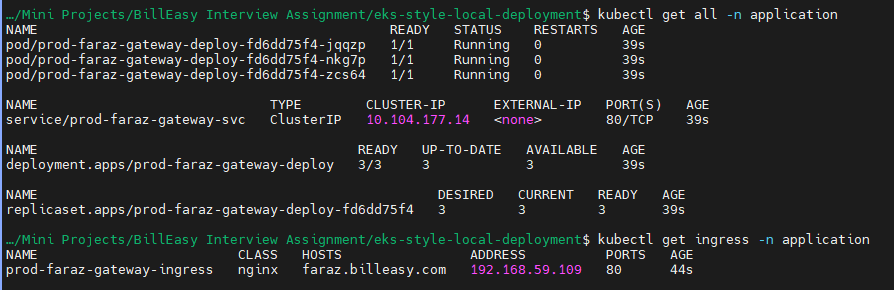 …/Mini Projects/BillEasy Interview Assignment/eks-style-local-deployment$ kubectl get all -n application
NAME READY STATUS RESTARTS AGE
pod/prod-faraz-gateway-deploy-fd6dd75f4-jqqzp 1/1 Running 0 39s
pod/prod-faraz-gateway-deploy-fd6dd75f4-nkg7p 1/1 Running 0 39s
pod/prod-faraz-gateway-deploy-fd6dd75f4-zcs64 1/1 Running 0 39s
NAME TYPE CLUSTER-IP EXTERNAL-IP PORT(S) AGE
service/prod-faraz-gateway-svc ClusterIP 10.104.177.14 <none> 80/TCP 39s
NAME READY UP-TO-DATE AVAILABLE AGE
deployment.apps/prod-faraz-gateway-deploy 3/3 3 3 39s
NAME DESIRED CURRENT READY AGE
replicaset.apps/prod-faraz-gateway-deploy-fd6dd75f4 3 3 3 39s
…/Mini Projects/BillEasy Interview Assignment/eks-style-local-deployment$ kubectl get ingress -n application
NAME CLASS HOSTS ADDRESS PORTS AGE
prod-faraz-gateway-ingress nginx faraz.billeasy.com 192.168.59.109 80 44s